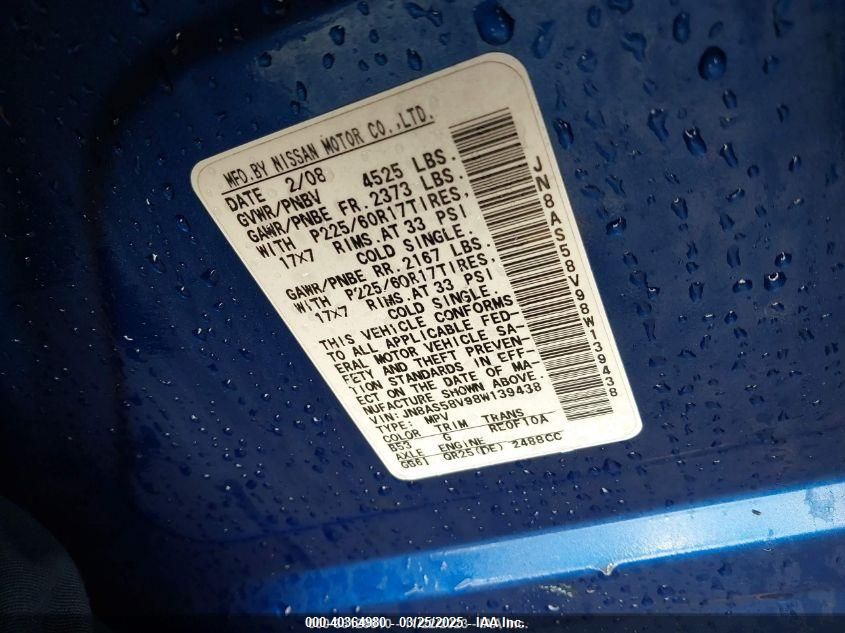 MFD.BY NISSAN MOTOR CO.,LTD.
DATE 2/08
GVWR/PNBV 4525 LBS.
GAWR/PNBE FR. 2373 LBS.
WITH P225/60R17TIRES,
17X7 RIMS.AT 33 PSI
COLD SINGLE.
GAWR/PNBE RR. 2167 LBS.
WITH P225/60R17TIRES,
17X7 RIMS.AT 33 PSI
COLD SINGLE.
THIS VEHICLE CONFORMS
TO ALL APPLICABLE FED-
ERAL MOTOR VEHICLE SA-
FETY AND THEFT PREVEN-
TION STANDARDS IN EFF-
ECT ON THE DATE OF MA-
NUFACTURE SHOWN ABOVE.
VIN:JN8AS58V98W139438
TYPE: MPV
COLOR TRIM TRANS
B53 G RE0F10A
AXLE ENGINE
GG61 QR25(DE) 2488CC
JN8AS58V98W139438
000-40364980 03/25/2025 IAA Inc.